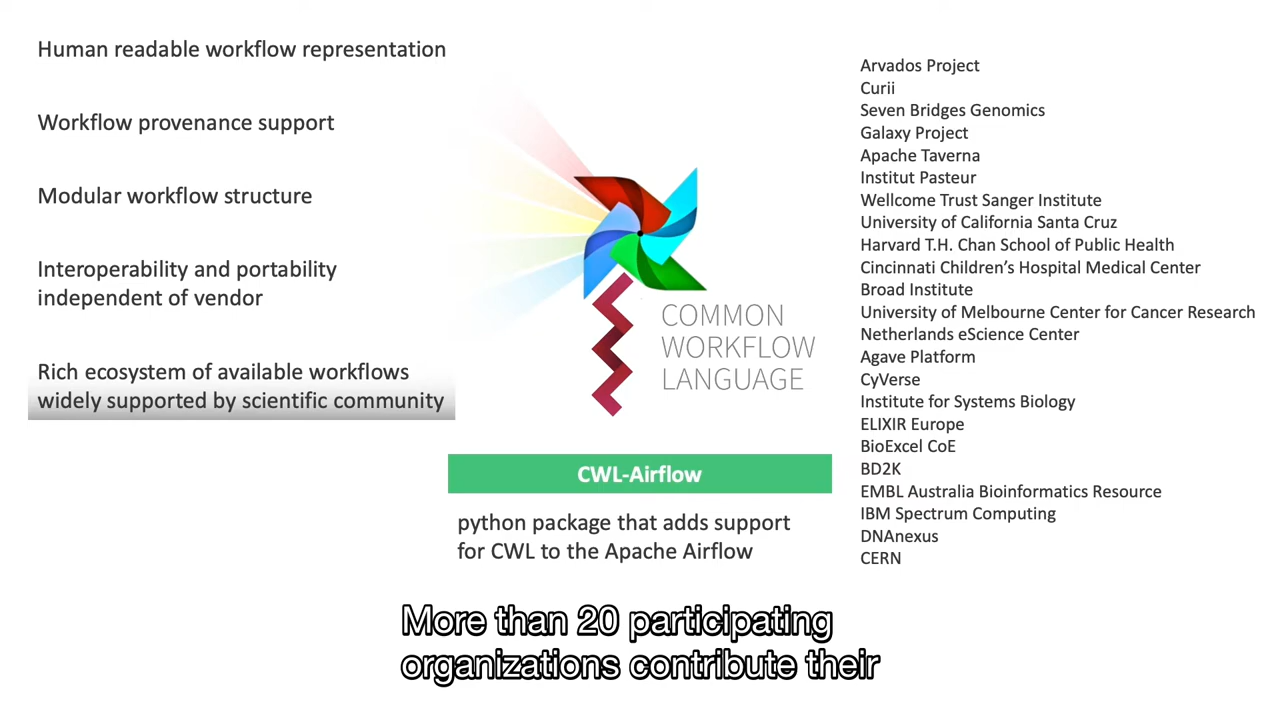 Human readable workflow representation
Workflow provenance support
Modular workflow structure
Interoperability and portability
independent of vendor
Rich ecosystem of available workflows
widely supported by scientific community
COMMON
WORKFLOW
LANGUAGE
CWL-Airflow
python package that adds support
for CWL to the Apache Airflow
Arvados Project
Curii
Seven Bridges Genomics
Galaxy Project
Apache Taverna
Institut Pasteur
Wellcome Trust Sanger Institute
University of California Santa Cruz
Harvard T.H. Chan School of Public Health
Cincinnati Children’s Hospital Medical Center
Broad Institute
University of Melbourne Center for Cancer Research
Netherlands eScience Center
Agave Platform
CyVerse
Institute for Systems Biology
ELIXIR Europe
BioExcel CoE
BD2K
EMBL Australia Bioinformatics Resource
IBM Spectrum Computing
DNAnexus
CERN
More than 20 participating
organizations contribute their